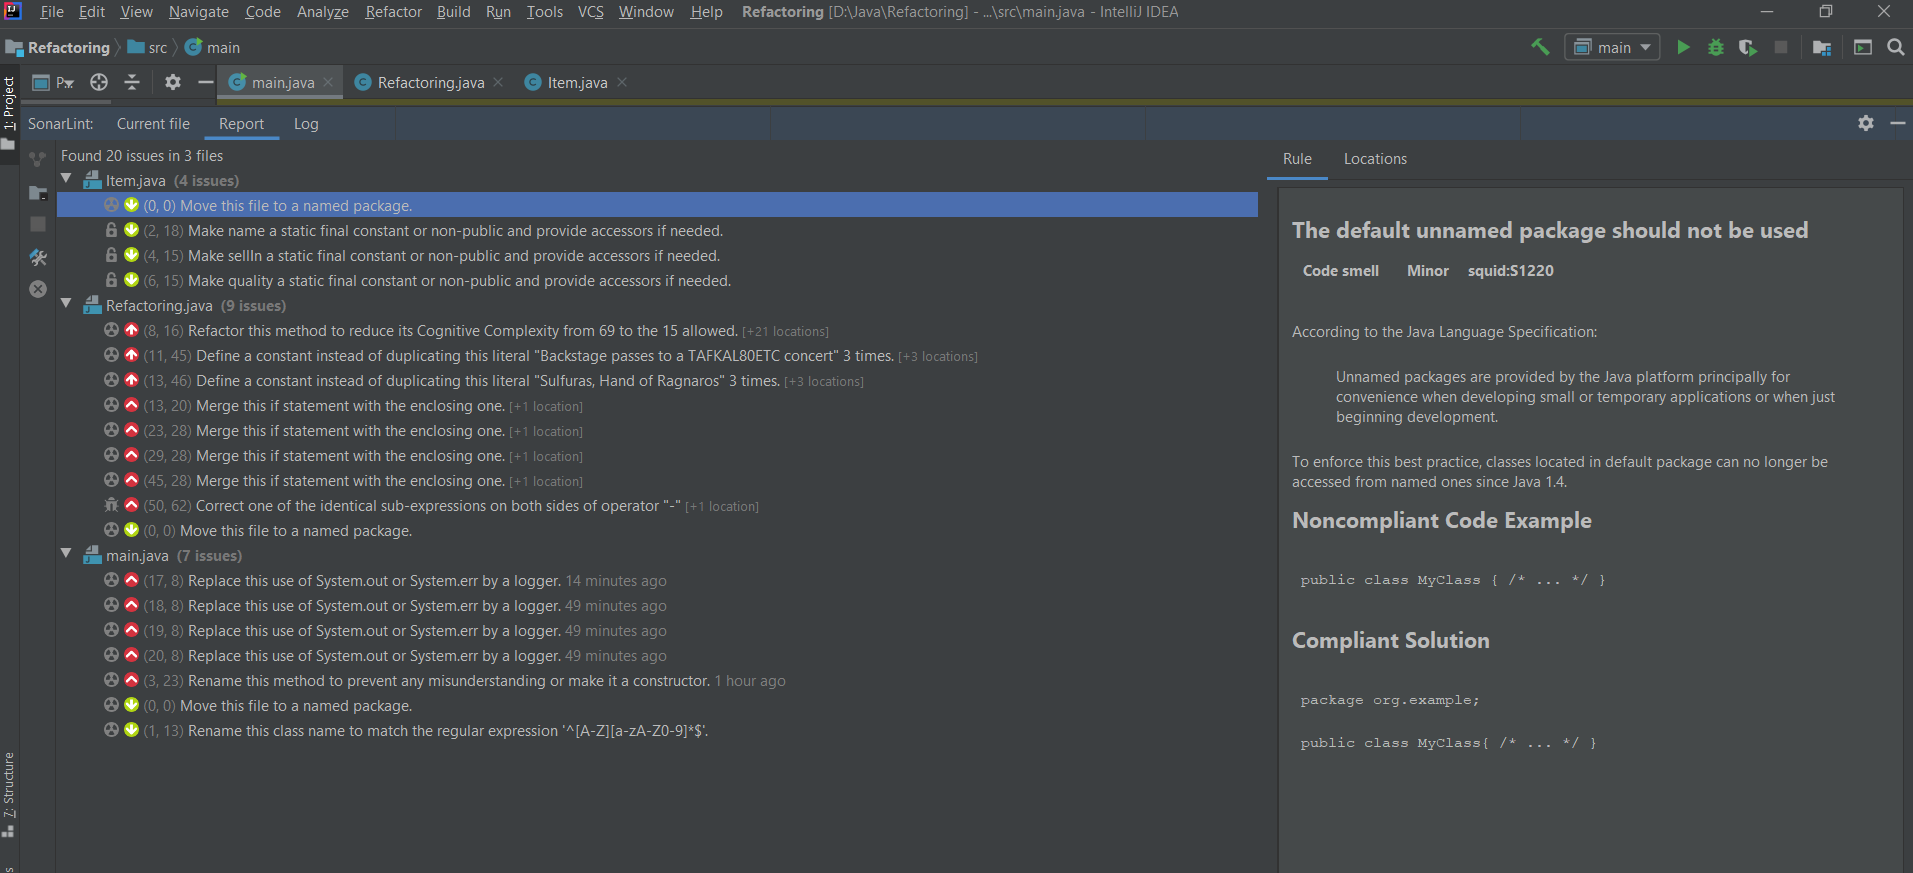 File Edit View Navigate Code Analyze Refactor Build Run Tools VCS Window Help Refactoring [D:\Java\Refactoring] - ...\src\main.java - IntelliJ IDEA
Refactoring src main main
1: Project P... main.java Refactoring.java Item.java
SonarLint: Current file Report Log
Found 20 issues in 3 files
Item.java (4 issues)
(0, 0) Move this file to a named package.
(2, 18) Make name a static final constant or non-public and provide accessors if needed.
(4, 15) Make sellIn a static final constant or non-public and provide accessors if needed.
(6, 15) Make quality a static final constant or non-public and provide accessors if needed.
Refactoring.java (9 issues)
(8, 16) Refactor this method to reduce its Cognitive Complexity from 69 to the 15 allowed. [+21 locations]
(11, 45) Define a constant instead of duplicating this literal "Backstage passes to a TAFKAL80ETC concert" 3 times. [+3 locations]
(13, 46) Define a constant instead of duplicating this literal "Sulfuras, Hand of Ragnaros" 3 times. [+3 locations]
(13, 20) Merge this if statement with the enclosing one. [+1 location]
(23, 28) Merge this if statement with the enclosing one. [+1 location]
(29, 28) Merge this if statement with the enclosing one. [+1 location]
(45, 28) Merge this if statement with the enclosing one. [+1 location]
(50, 62) Correct one of the identical sub-expressions on both sides of operator "-" [+1 location]
(0, 0) Move this file to a named package.
main.java (7 issues)
(17, 8) Replace this use of System.out or System.err by a logger. 14 minutes ago
(18, 8) Replace this use of System.out or System.err by a logger. 49 minutes ago
(19, 8) Replace this use of System.out or System.err by a logger. 49 minutes ago
(20, 8) Replace this use of System.out or System.err by a logger. 49 minutes ago
(3, 23) Rename this method to prevent any misunderstanding or make it a constructor. 1 hour ago
(0, 0) Move this file to a named package.
(1, 13) Rename this class name to match the regular expression '^[A-Z][a-zA-Z0-9]*$'.
7: Structure
Rule Locations
The default unnamed package should not be used
Code smell Minor squid:S1220
According to the Java Language Specification:
Unnamed packages are provided by the Java platform principally for
convenience when developing small or temporary applications or when just
beginning development.
To enforce this best practice, classes located in default package can no longer be
accessed from named ones since Java 1.4.
Noncompliant Code Example
public class MyClass { /* ... */ }
Compliant Solution
package org.example;
public class MyClass{ /* ... */ }